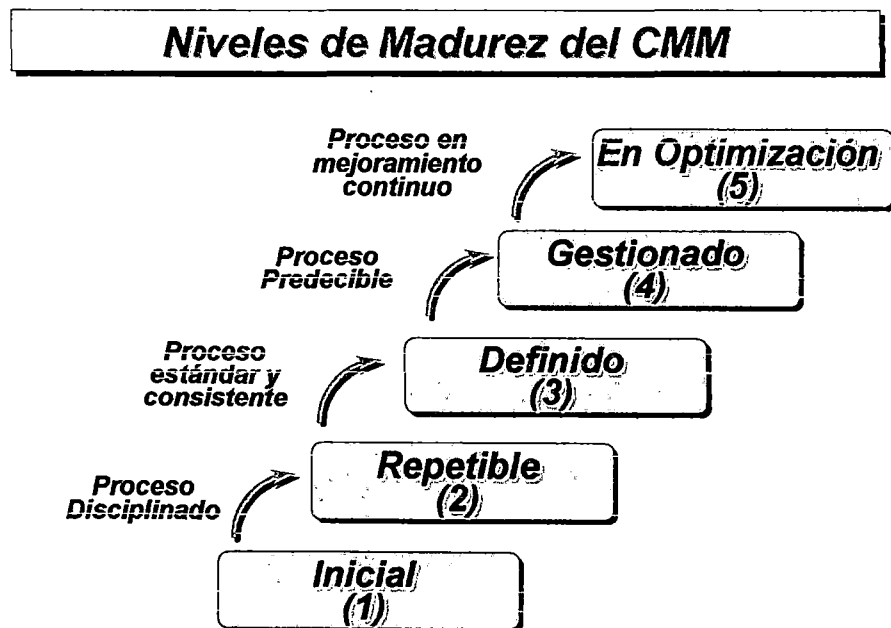 Niveles de Madurez del CMM
Proceso en
mejoramiento
continuo
En Optimización
(5)
Proceso
Predecible
Gestionado
(4)
Proceso
estándar y
consistente
Definido
(3)
Proceso
Disciplinado
Repetible
(2)
Inicial
(1)